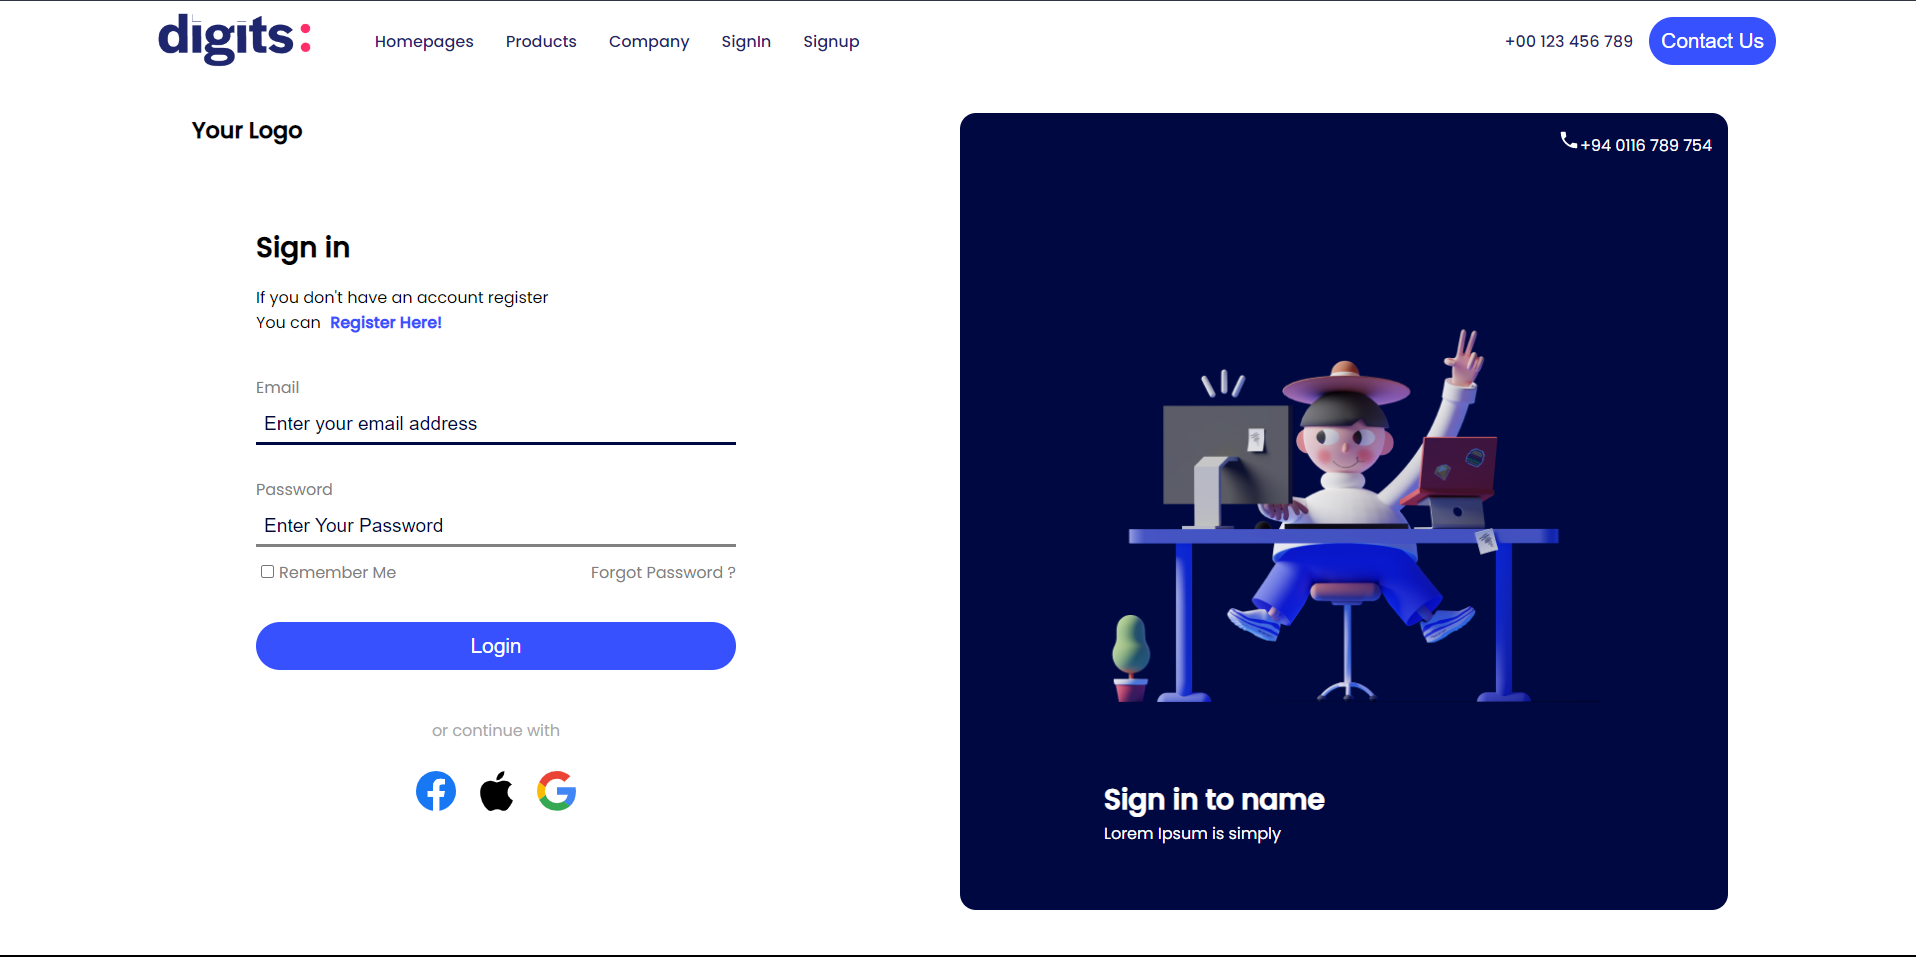 digits:
Homepages Products Company SignIn Signup +00 123 456 789 Contact Us
Your Logo
+94 0116 789 754
Sign in
If you don't have an account register
You can Register Here!
Email
Enter your email address
Password
Enter Your Password
Remember Me Forgot Password ?
Login
or continue with
Sign in to name
Lorem Ipsum is simply